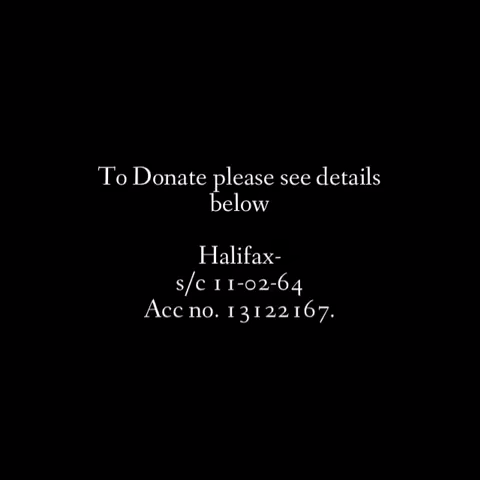 To Donate please see details
below
Halifax-
s/c 11-02-64
Acc no. 13122167.